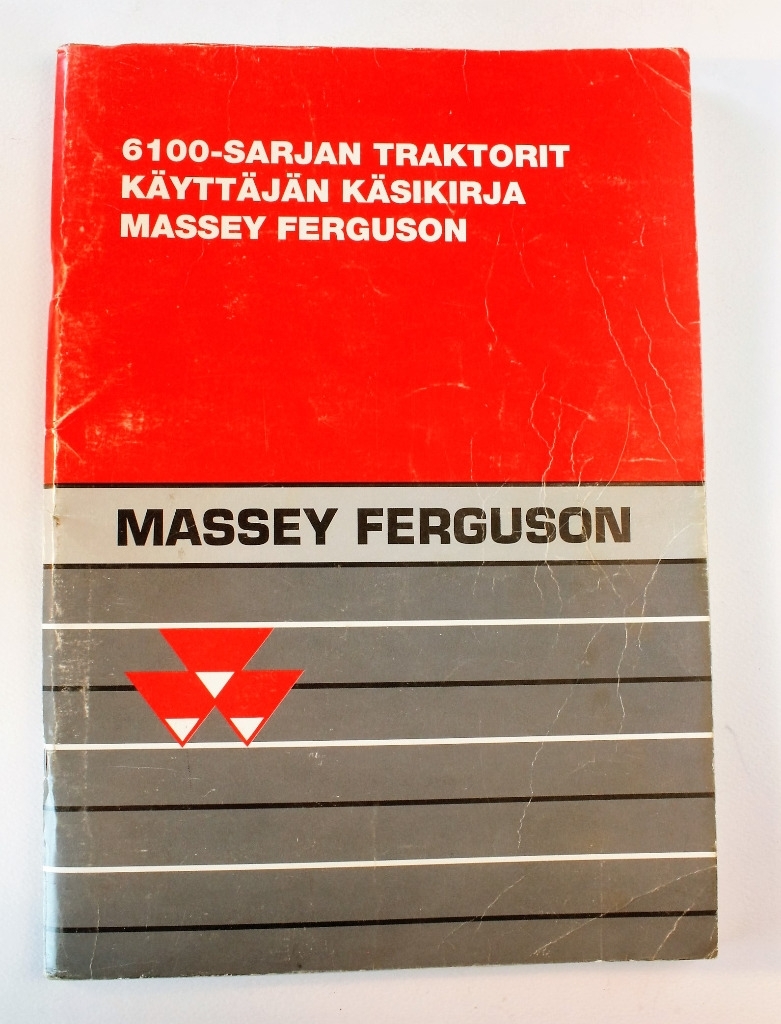 6100-SARJAN TRAKTORIT
KÄYTTÄJÄN KÄSIKIRJA
MASSEY FERGUSON
MASSEY FERGUSON